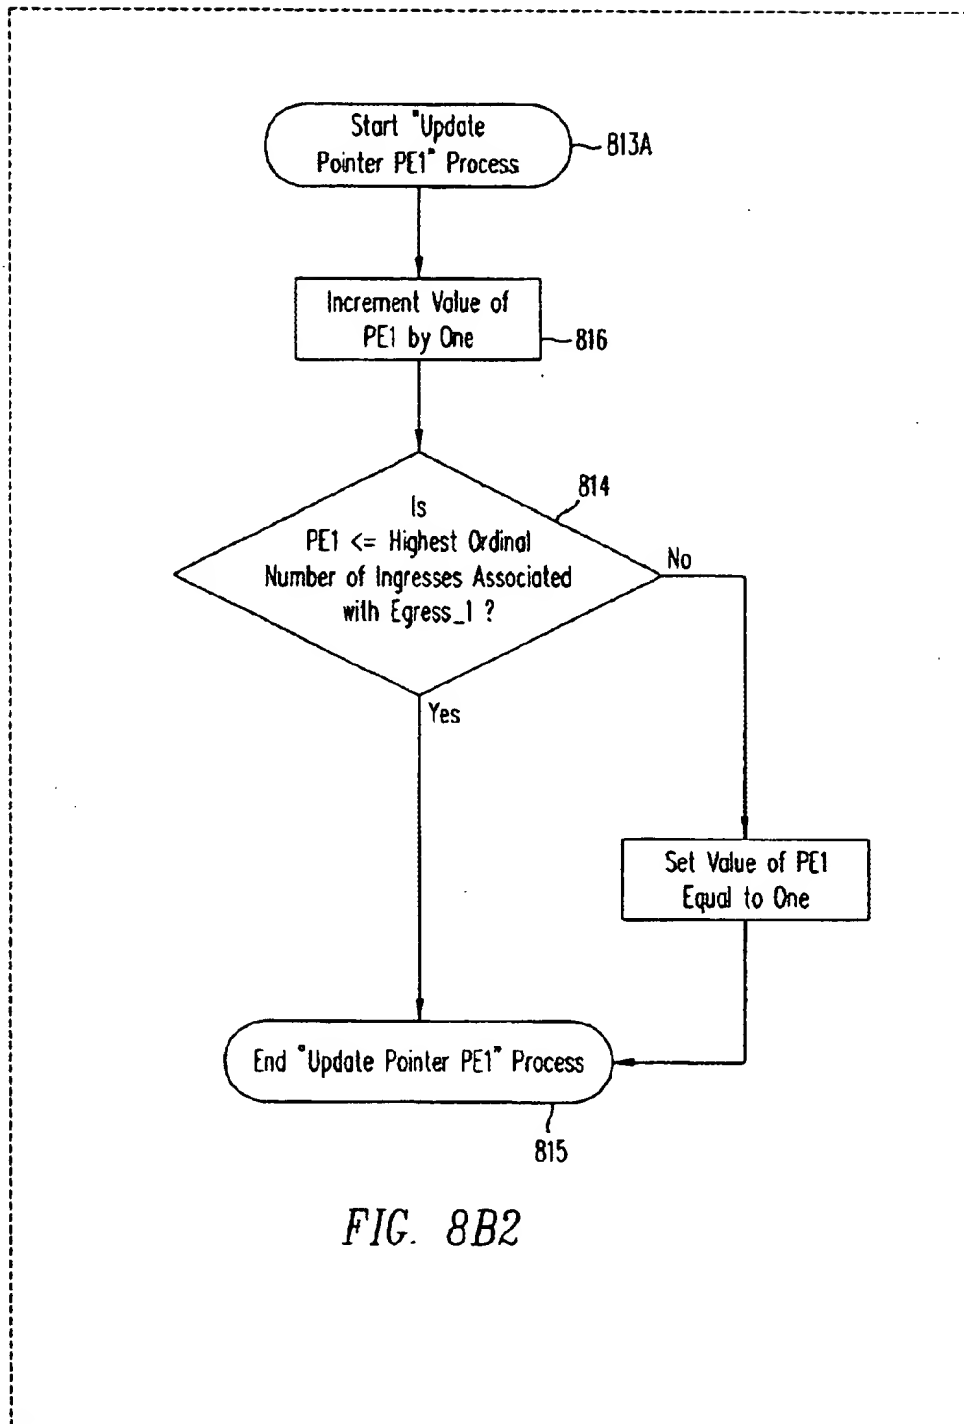 Start "Update
Pointer PE1" Process
813A
Increment Value of
PE1 by One
816
814
Is
PE1 <= Highest Ordinal
Number of Ingresses Associated
with Egress_1 ?
No
Yes
Set Value of PE1
Equal to One
End "Update Pointer PE1" Process
815
FIG. 8B2